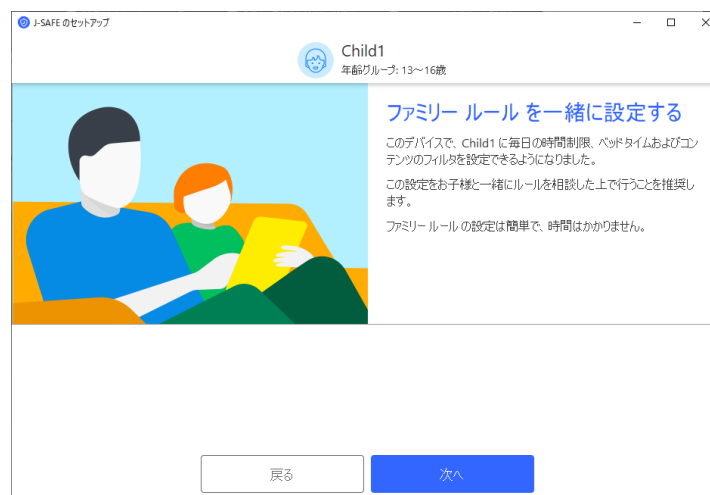 J-SAFE のセットアップ
Child1
年齢グループ: 13～16歳
ファミリー ルール を一緒に設定する
このデバイスで、Child1 に毎日の時間制限、ベッドタイムおよびコン
テンツのフィルタを設定できるようになりました。
この設定をお子様と一緒にルールを相談した上で行うことを推奨し
ます。
ファミリー ルール の設定は簡単で、時間はかかりません。
戻る
次へ